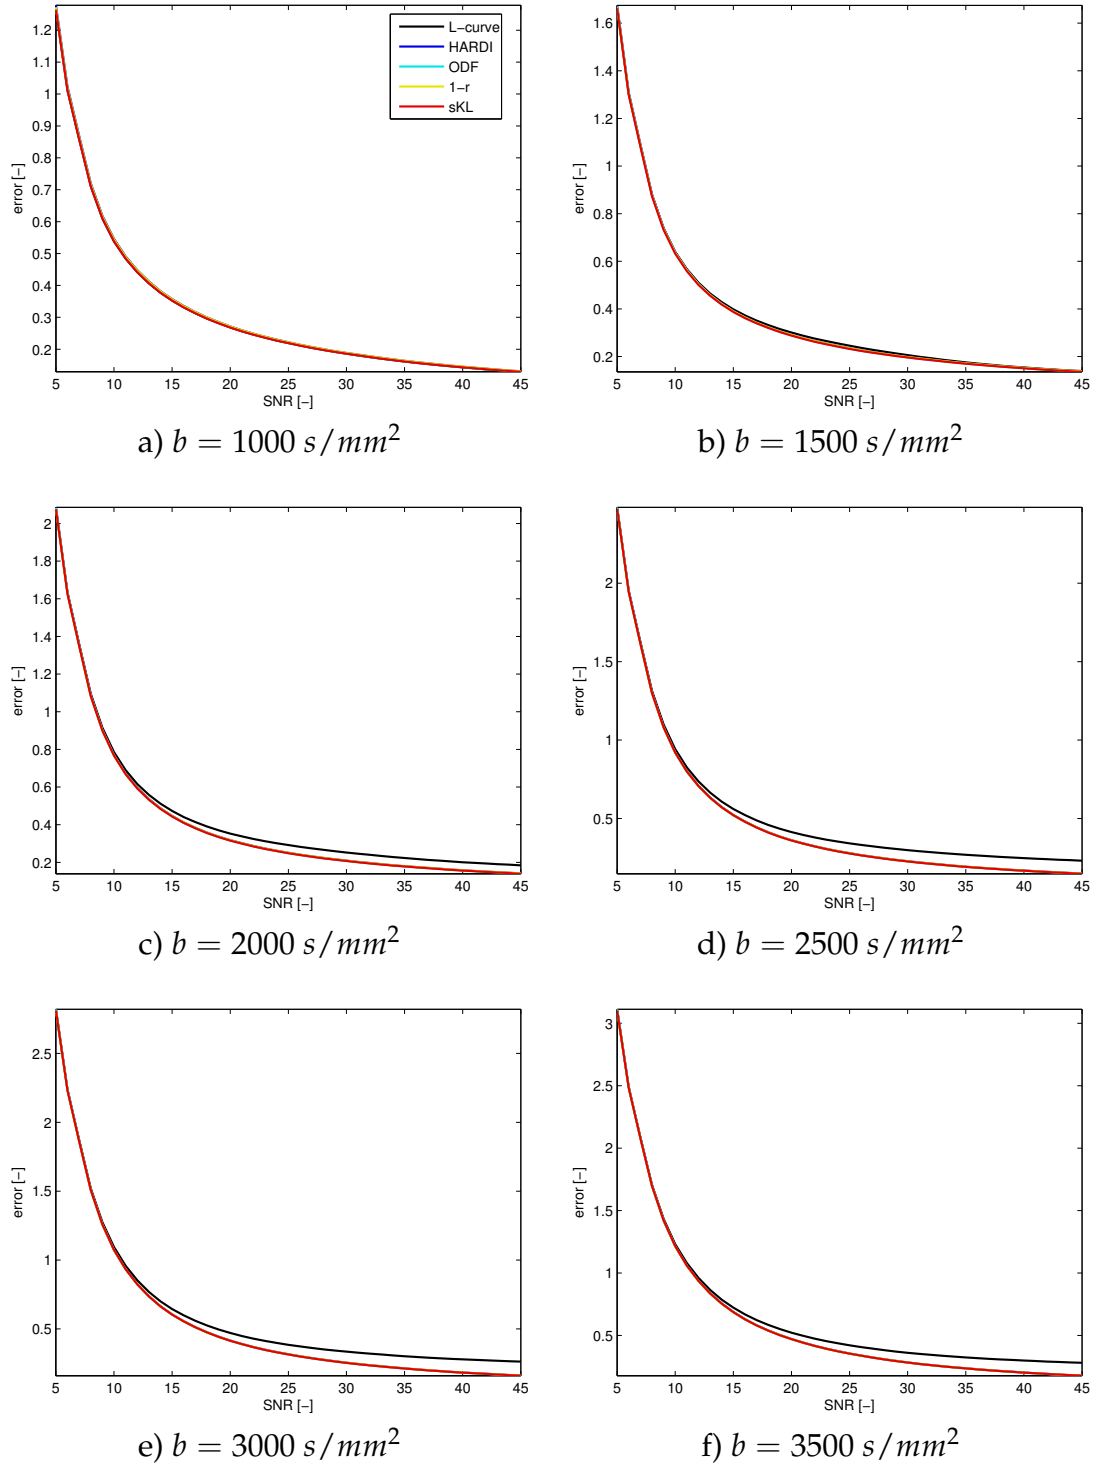 1.2
1.1
1
0.9
0.8
0.7
0.6
0.5
0.4
0.3
0.2
error [−]
5 10 15 20 25 30 35 40 45
SNR [−]
L−curve
HARDI
ODF
1−r
sKL
a) b = 1000 s/mm²
1.6
1.4
1.2
1
0.8
0.6
0.4
0.2
error [−]
5 10 15 20 25 30 35 40 45
SNR [−]
b) b = 1500 s/mm²
2
1.8
1.6
1.4
1.2
1
0.8
0.6
0.4
0.2
error [−]
5 10 15 20 25 30 35 40 45
SNR [−]
c) b = 2000 s/mm²
2
1.5
1
0.5
error [−]
5 10 15 20 25 30 35 40 45
SNR [−]
d) b = 2500 s/mm²
2.5
2
1.5
1
0.5
error [−]
5 10 15 20 25 30 35 40 45
SNR [−]
e) b = 3000 s/mm²
3
2.5
2
1.5
1
0.5
error [−]
5 10 15 20 25 30 35 40 45
SNR [−]
f) b = 3500 s/mm²